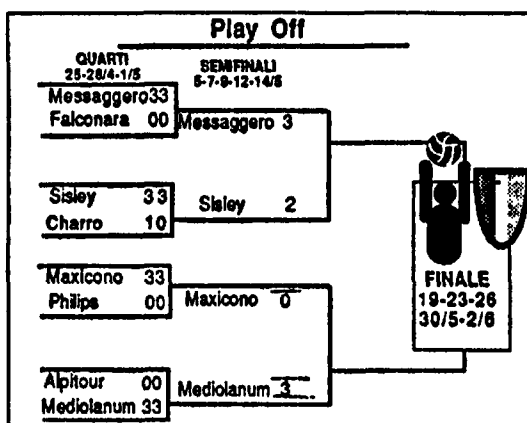 Play Off
QUARTI
25-28/4-1/5
SEMIFINALI
5-7-9-12-14/5
Messaggero 33
Falconara 00
Messaggero 3
Sisley 33
Charro 10
Sisley 2
Maxicono 33
Philips 00
Maxicono 0
Alpitour 00
Mediolanum 33
Mediolanum 3
FINALE
19-23-26
30/5-2/6